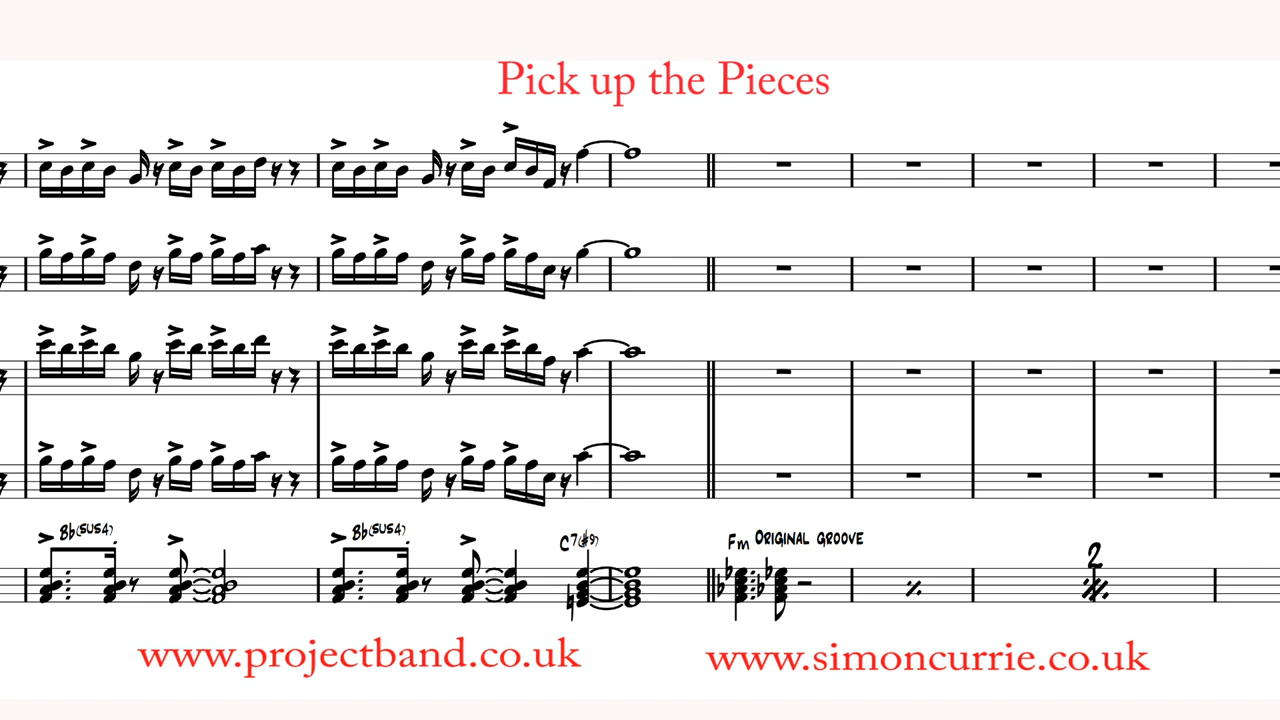 Pick up the Pieces
Bb(SUS4) Bb(SUS4) C7(#9) Fm ORIGINAL GROOVE
2
www.projectband.co.uk www.simoncurrie.co.uk